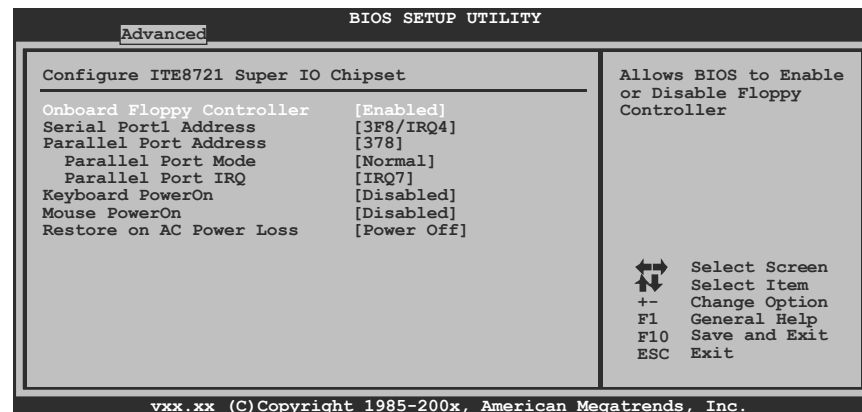 BIOS SETUP UTILITY
Advanced
Configure ITE8721 Super IO Chipset
Onboard Floppy Controller [Enabled]
Serial Port1 Address [3F8/IRQ4]
Parallel Port Address [378]
Parallel Port Mode [Normal]
Parallel Port IRQ [IRQ7]
Keyboard PowerOn [Disabled]
Mouse PowerOn [Disabled]
Restore on AC Power Loss [Power Off]
Allows BIOS to Enable
or Disable Floppy
Controller
Select Screen
Select Item
+- Change Option
F1 General Help
F10 Save and Exit
ESC Exit
vxx.xx (C)Copyright 1985-200x, American Megatrends, Inc.